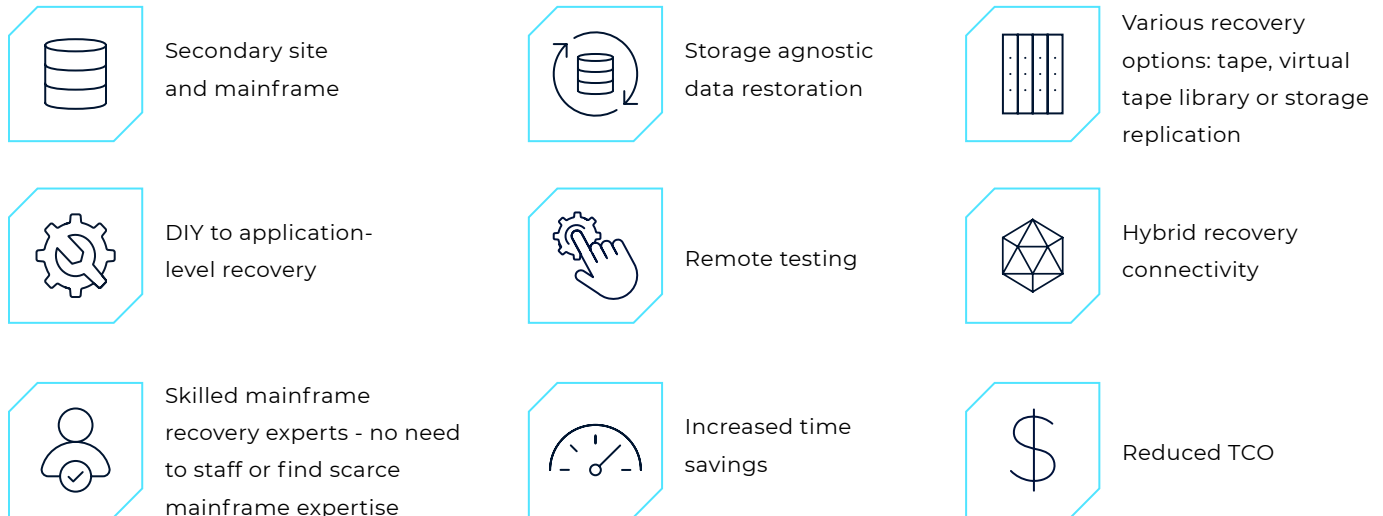 Secondary site
and mainframe
Storage agnostic
data restoration
Various recovery
options: tape, virtual
tape library or storage
replication
DIY to application-
level recovery
Remote testing
Hybrid recovery
connectivity
Skilled mainframe
recovery experts - no need
to staff or find scarce
mainframe expertise
Increased time
savings
Reduced TCO